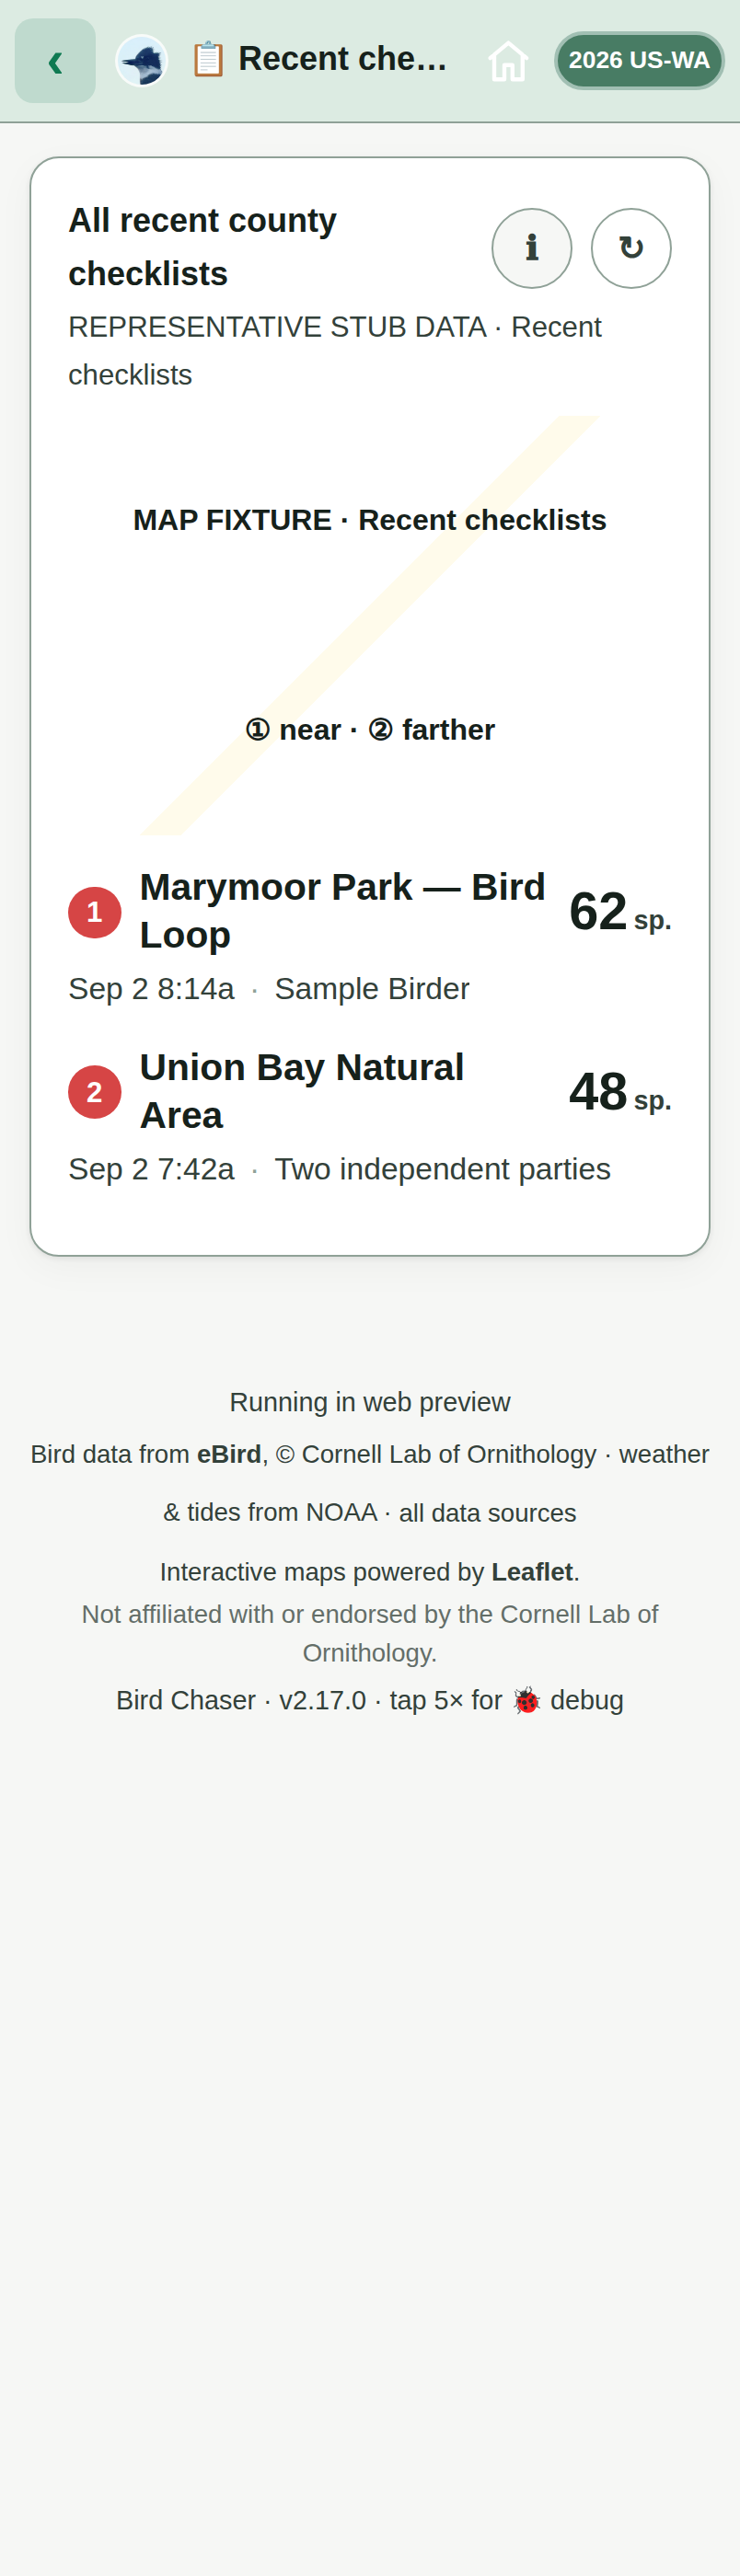 ‹ 📋 Recent che… 2026 US-WA
All recent county
checklists
ℹ ↻
REPRESENTATIVE STUB DATA · Recent
checklists
MAP FIXTURE · Recent checklists
① near · ② farther
1 Marymoor Park — Bird
Loop
62 sp.
Sep 2 8:14a · Sample Birder
2 Union Bay Natural
Area
48 sp.
Sep 2 7:42a · Two independent parties
Running in web preview
Bird data from eBird, © Cornell Lab of Ornithology · weather
& tides from NOAA · all data sources
Interactive maps powered by Leaflet.
Not affiliated with or endorsed by the Cornell Lab of
Ornithology.
Bird Chaser · v2.17.0 · tap 5× for 🐞 debug